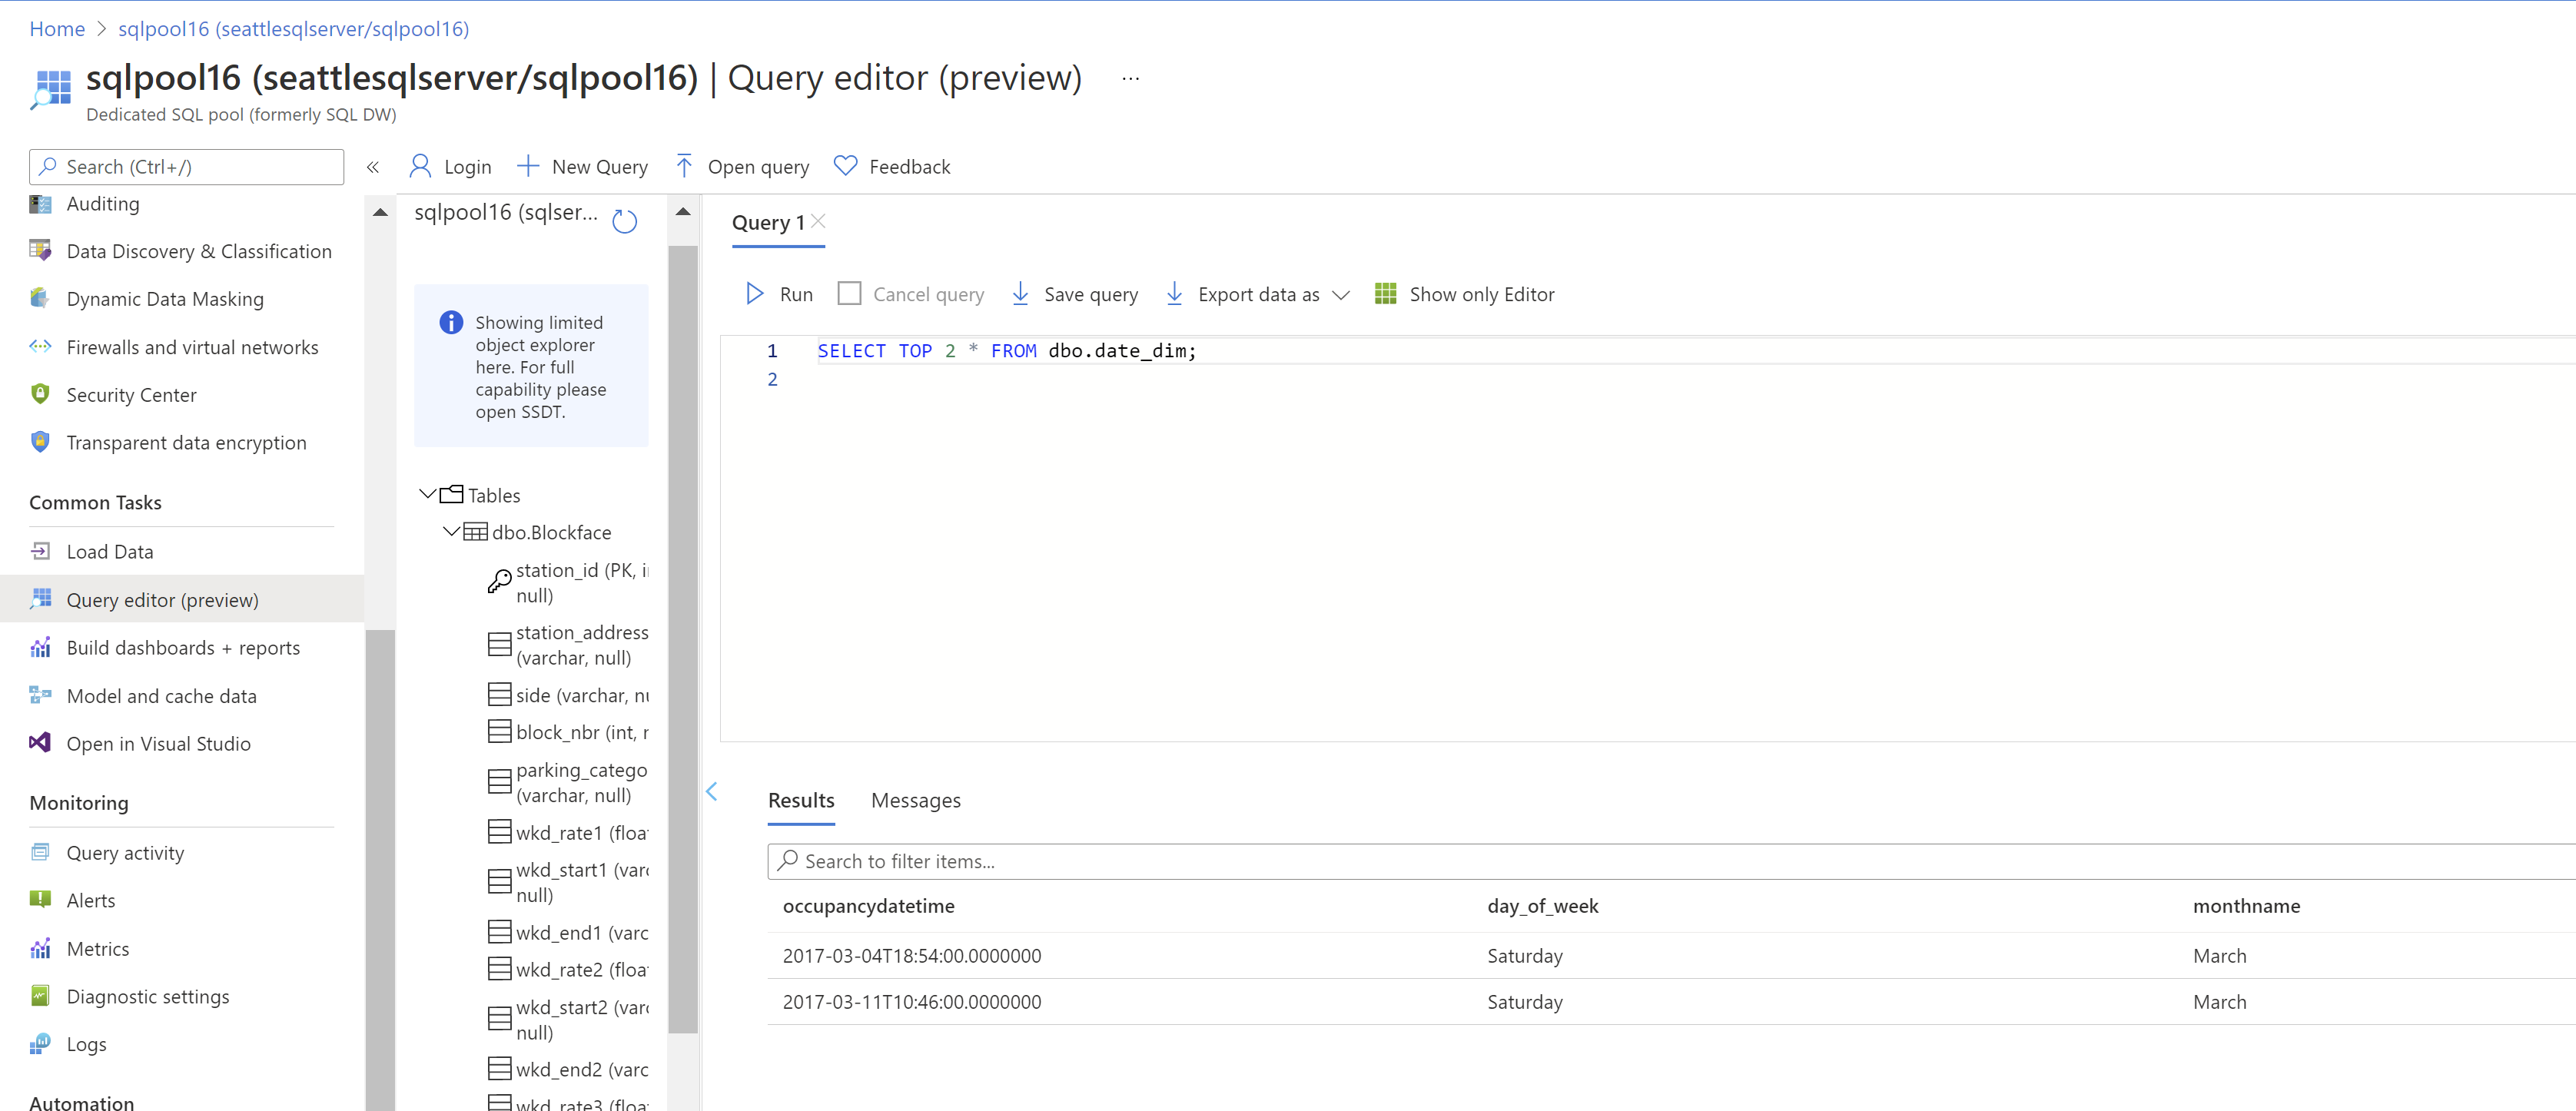 Home > sqlpool16 (seattlesqlserver/sqlpool16)
sqlpool16 (seattlesqlserver/sqlpool16) | Query editor (preview) ...
Dedicated SQL pool (formerly SQL DW)
Search (Ctrl+/)
«
Login
New Query
Open query
Feedback
Auditing
Data Discovery & Classification
Dynamic Data Masking
Firewalls and virtual networks
Security Center
Transparent data encryption
Common Tasks
Load Data
Query editor (preview)
Build dashboards + reports
Model and cache data
Open in Visual Studio
Monitoring
Query activity
Alerts
Metrics
Diagnostic settings
Logs
Automation
sqlpool16 (sqlser...
Showing limited
object explorer
here. For full
capability please
open SSDT.
Tables
dbo.Blockface
station_id (PK,
null)
station_address
(varchar, null)
side (varchar,
block_nbr (int,
parking_catego
(varchar, null)
wkd_rate1 (floa
wkd_start1 (varc
null)
wkd_end1 (varc
wkd_rate2 (floa
wkd_start2 (varc
null)
wkd_end2 (varc
wkd_rate3 (floa
Query 1
Run
Cancel query
Save query
Export data as
Show only Editor
1 SELECT TOP 2 * FROM dbo.date_dim;
2
Results Messages
Search to filter items...
occupancydatetime day_of_week monthname
2017-03-04T18:54:00.0000000 Saturday March
2017-03-11T10:46:00.0000000 Saturday March